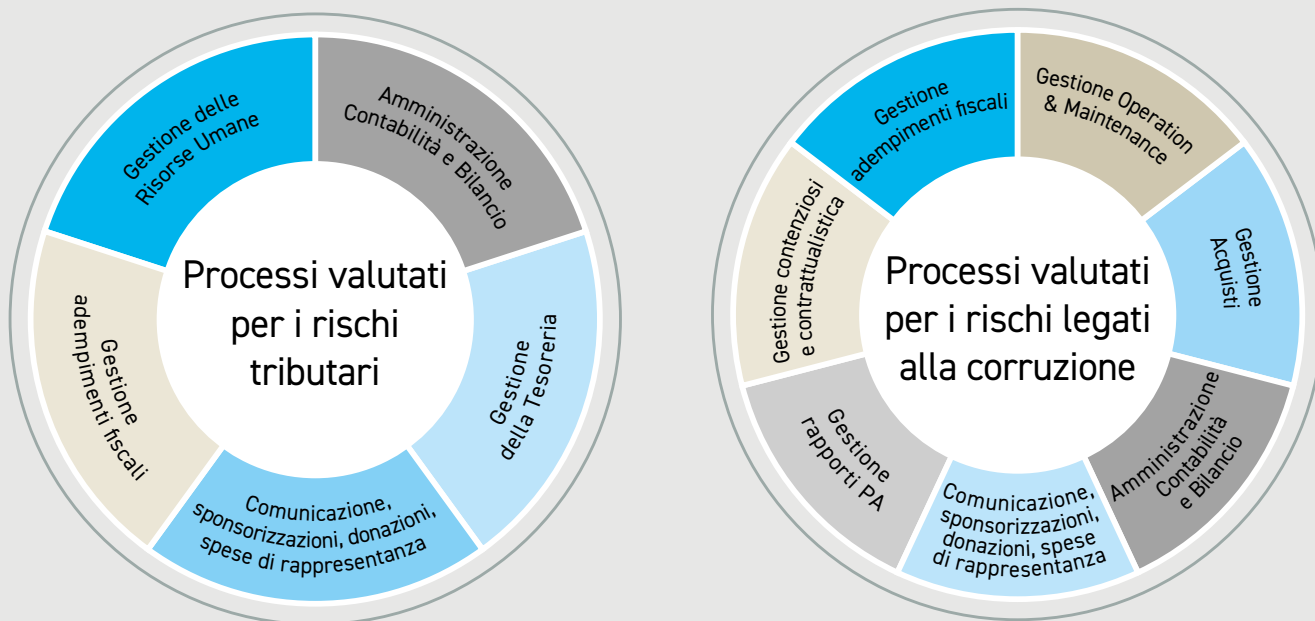 Processi valutati
per i rischi
tributari
Gestione delle
Risorse Umane
Amministrazione
Contabilità e Bilancio
Gestione
della Tesoreria
Comunicazione,
sponsorizzazioni, donazioni,
spese di rappresentanza
Gestione
adempimenti fiscali
Processi valutati
per i rischi legati
alla corruzione
Gestione
adempimenti fiscali
Gestione Operation
& Maintenance
Gestione
Acquisti
Amministrazione
Contabilità
e Bilancio
Comunicazione,
sponsorizzazioni,
donazioni, spese
di rappresentanza
Gestione
rapporti PA
Gestione contenziosi
e contrattualistica